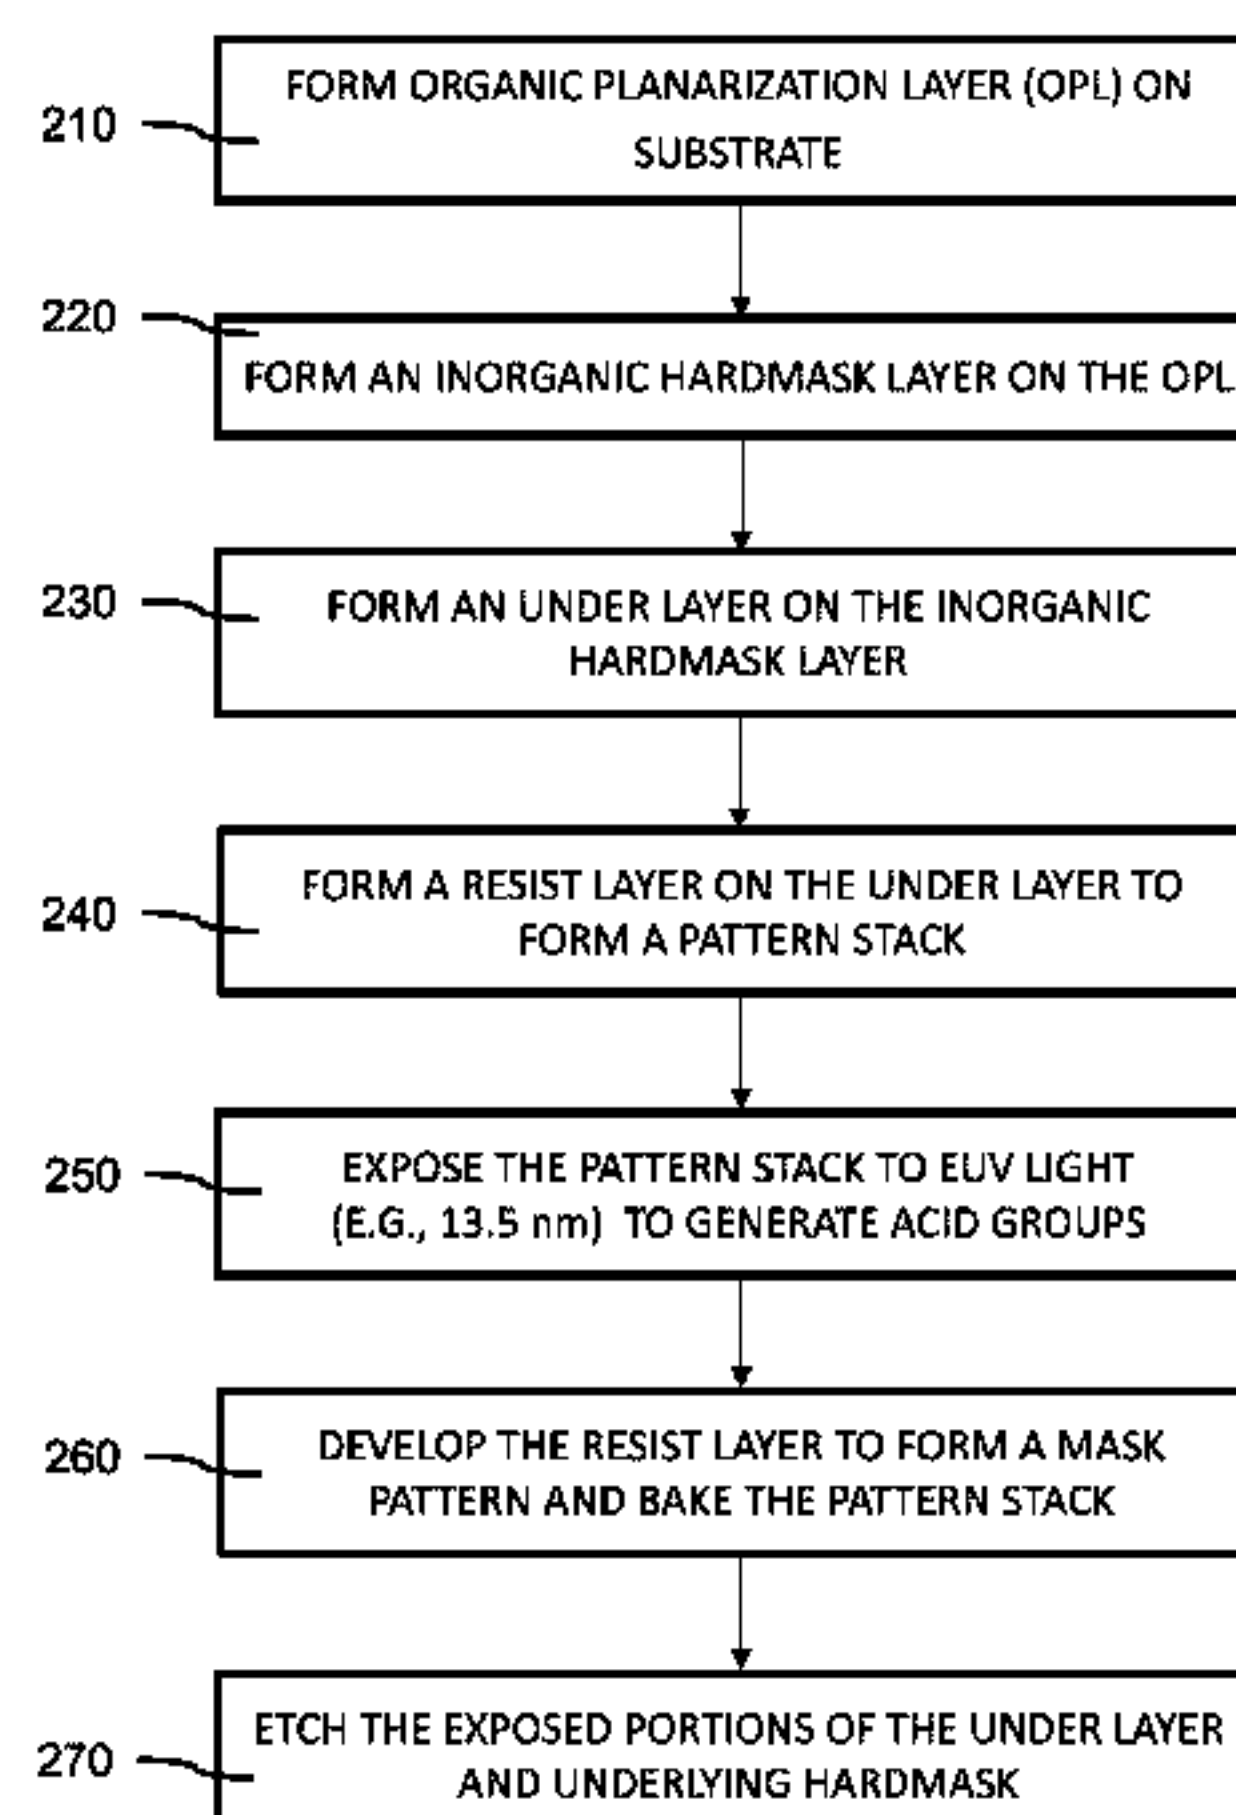 210
FORM ORGANIC PLANARIZATION LAYER (OPL) ON
SUBSTRATE
220
FORM AN INORGANIC HARDMASK LAYER ON THE OPL
230
FORM AN UNDER LAYER ON THE INORGANIC
HARDMASK LAYER
240
FORM A RESIST LAYER ON THE UNDER LAYER TO
FORM A PATTERN STACK
250
EXPOSE THE PATTERN STACK TO EUV LIGHT
(E.G., 13.5 nm) TO GENERATE ACID GROUPS
260
DEVELOP THE RESIST LAYER TO FORM A MASK
PATTERN AND BAKE THE PATTERN STACK
270
ETCH THE EXPOSED PORTIONS OF THE UNDER LAYER
AND UNDERLYING HARDMASK